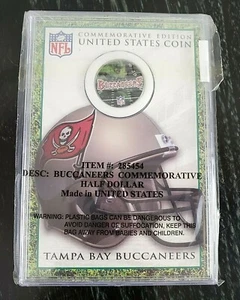 COMMEMORATIVE EDITION
UNITED STATES COIN
NFL
BUCCANEERS
ITEM #: 285454
DESC: BUCCANEERS COMMEMORATIVE
HALF DOLLAR
Made in UNITED STATES
WARNING: PLASTIC BAGS CAN BE DANGEROUS TO
AVOID DANGER OF SUFFOCATION, KEEP THIS
BAG AWAY FROM BABIES AND CHILDREN.
TAMPA BAY BUCCANEERS